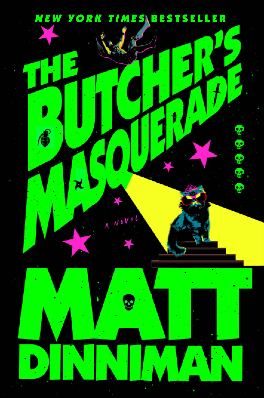 NEW YORK TIMES BESTSELLER
THE
BUTCHER'S
MASQUERADE
A NOVEL
MATT
DINNIMAN